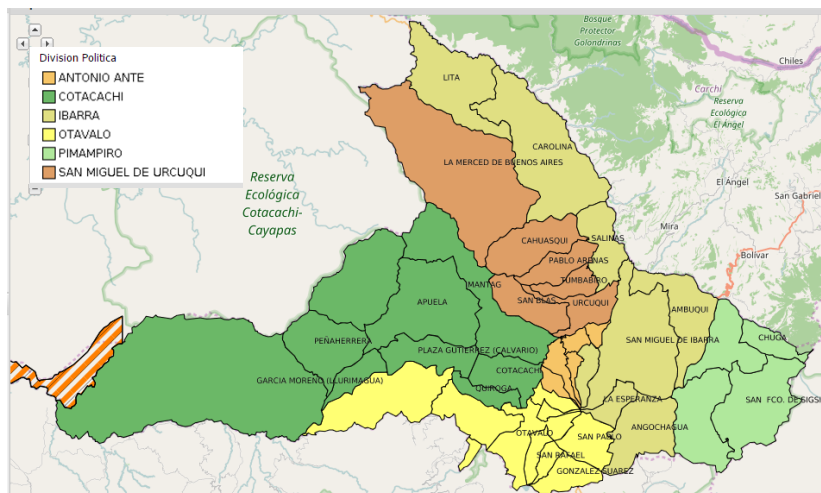 Division Politica
ANTONIO ANTE
COTACACHI
IBARRA
OTAVALO
PIMAMPIRO
SAN MIGUEL DE URCUQUI
Bosque
Protector
Golondrinas
Chiles
Carchi
Reserva
Ecológica
El Ángel
El Ángel
San Gabriel
Mira
Bolívar
Reserva
Ecológica
Cotacachi-
Cayapas
LITA
CAROLINA
LA MERCED DE BUENOS AIRES
CAHUASQUI
SALINAS
PABLO ARENAS
TUMBABIRO
MANTAG
SAN BLAS
URCUQUI
APUELA
AMBUQUI
PEÑAHERRERA
SAN MIGUEL DE IBARRA
CHUGA
PLAZA GUTIERREZ (CALVARIO)
COTACACHI
GARCIA MORENO (LLURIMAGUA)
QUIROGA
LA ESPERANZA
SAN FCO. DE SIGSI
ANGOCHAGUA
OTAVALO
SAN PABLO
SAN RAFAEL
GONZALEZ SUAREZ